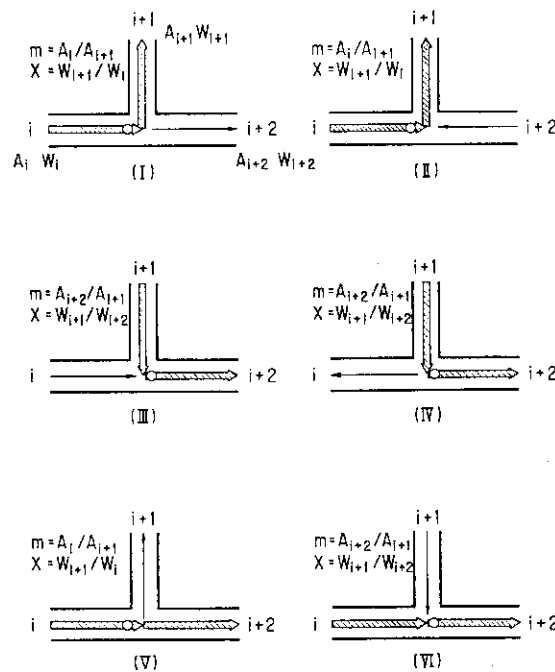 i+1
A_{i+1} W_{i+1}
m = A_i / A_{i+1}
X = W_{i+1} / W_i
i
i+2
A_i W_i
A_{i+2} W_{i+2}
(I)
i+1
m = A_i / A_{i+1}
X = W_{i+1} / W_i
i
i+2
(II)
i+1
m = A_{i+2} / A_{i+1}
X = W_{i+1} / W_{i+2}
i
i+2
(III)
i+1
m = A_{i+2} / A_{i+1}
X = W_{i+1} / W_{i+2}
i
i+2
(IV)
i+1
m = A_i / A_{i+1}
X = W_{i+1} / W_i
i
i+2
(V)
i+1
m = A_{i+2} / A_{i+1}
X = W_{i+1} / W_{i+2}
i
i+2
(VI)